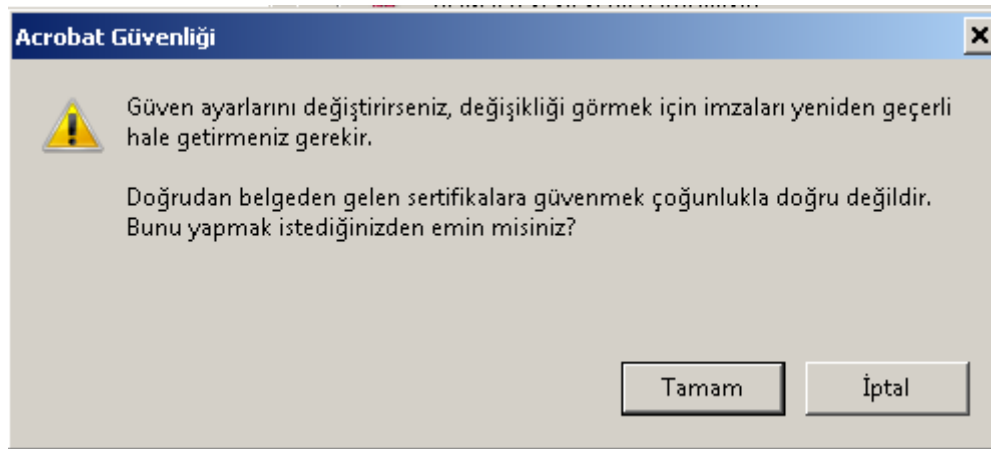 Acrobat Güvenliği
Güven ayarlarını değiştirirseniz, değişikliği görmek için imzaları yeniden geçerli
hale getirmeniz gerekir.
Doğrudan belgeden gelen sertifikalara güvenmek çoğunlukla doğru değildir.
Bunu yapmak istediğinizden emin misiniz?
Tamam
İptal